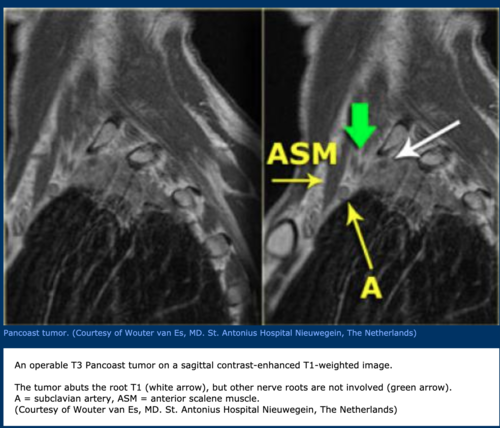 ASM
A
Pancoast tumor. (Courtesy of Wouter van Es, MD. St. Antonius Hospital Nieuwegein, The Netherlands)
An operable T3 Pancoast tumor on a sagittal contrast-enhanced T1-weighted image.
The tumor abuts the root T1 (white arrow), but other nerve roots are not involved (green arrow).
A = subclavian artery, ASM = anterior scalene muscle.
(Courtesy of Wouter van Es, MD. St. Antonius Hospital Nieuwegein, The Netherlands)